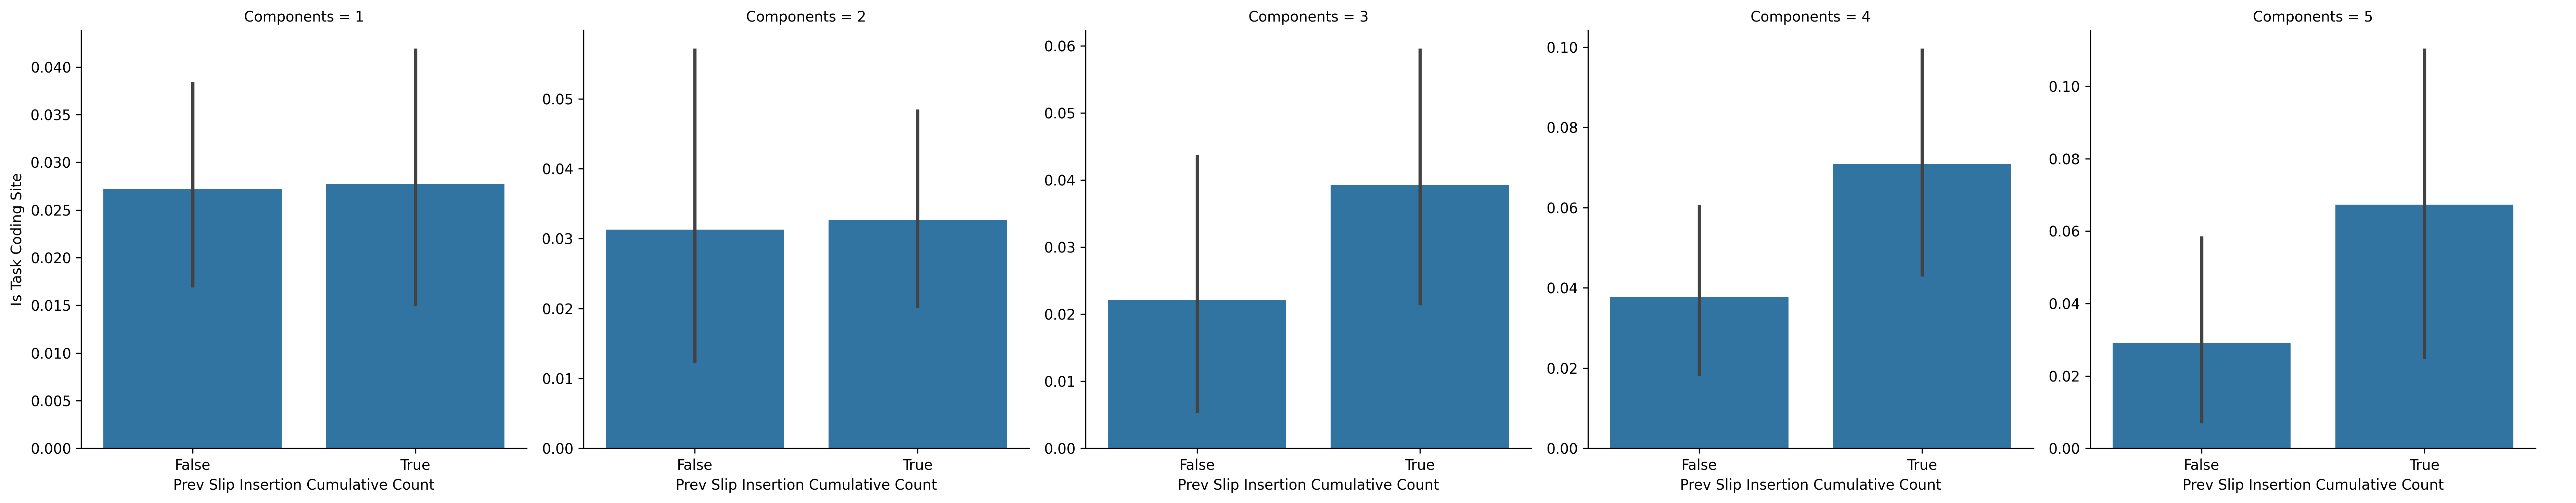 Components = 1
Is Task Coding Site
0.040
0.035
0.030
0.025
0.020
0.015
0.010
0.005
0.000
False
True
Prev Slip Insertion Cumulative Count
Components = 2
0.05
0.04
0.03
0.02
0.01
0.00
False
True
Prev Slip Insertion Cumulative Count
Components = 3
0.06
0.05
0.04
0.03
0.02
0.01
0.00
False
True
Prev Slip Insertion Cumulative Count
Components = 4
0.10
0.08
0.06
0.04
0.02
0.00
False
True
Prev Slip Insertion Cumulative Count
Components = 5
0.10
0.08
0.06
0.04
0.02
0.00
False
True
Prev Slip Insertion Cumulative Count